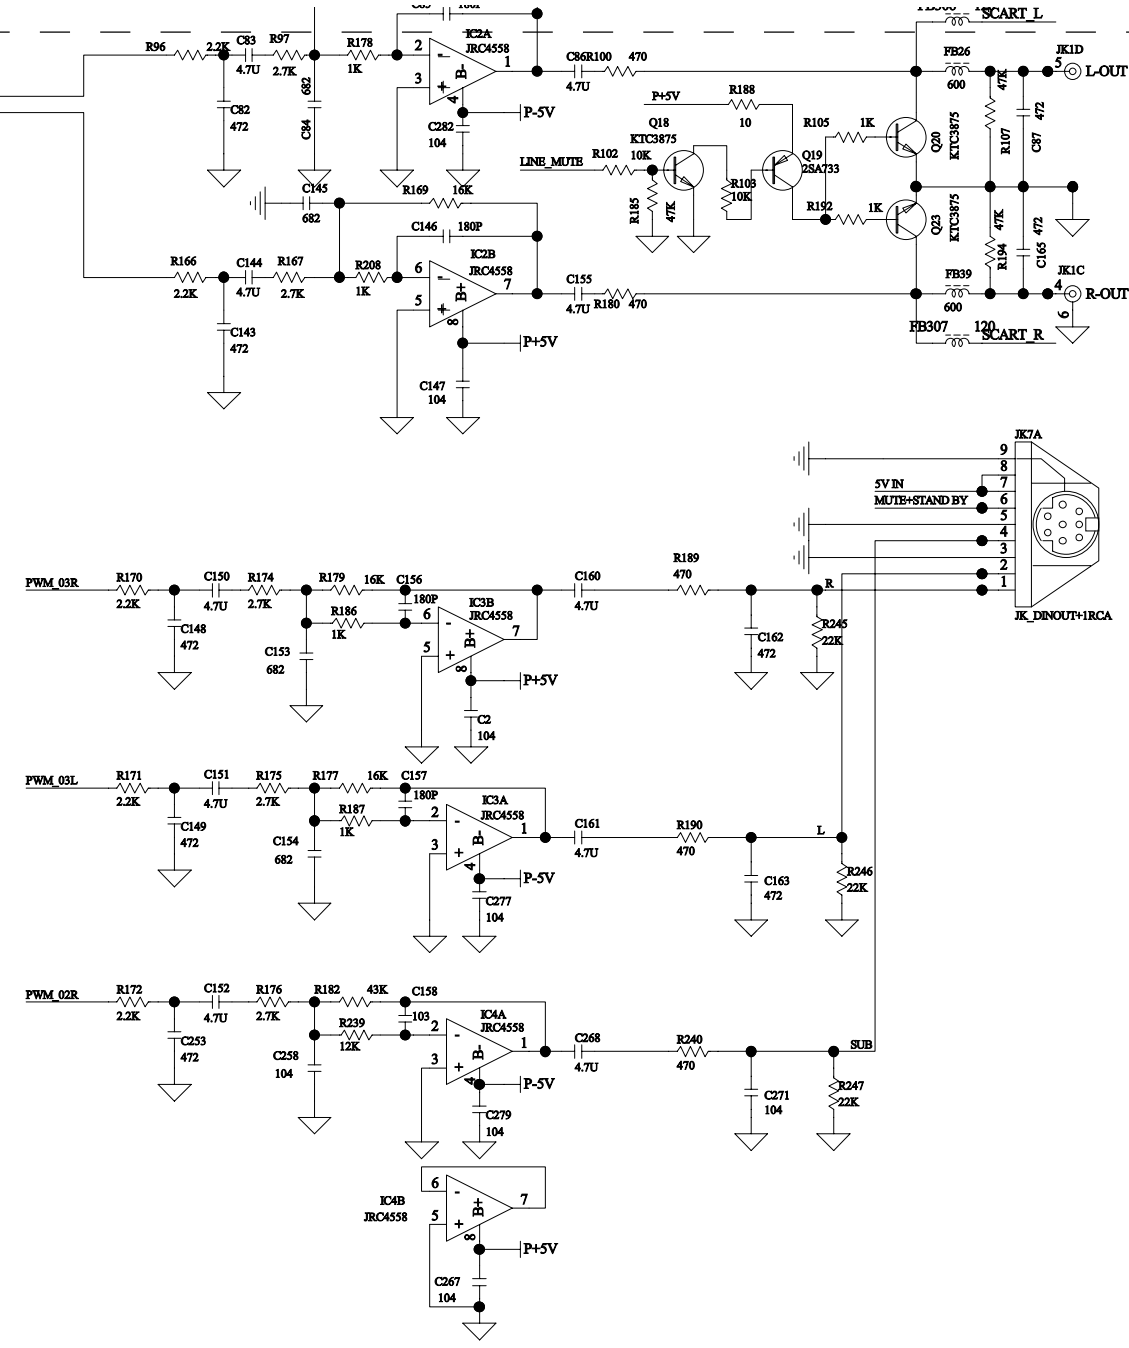 SCART_L
R96
2.2K
C83
4.7U
R97
2.7K
682
C84
R178
1K
IC2A
JRC4558
2
3
1
B-
4
C86
R100
4.7U
470
FB26
600
JK1D
5
L-OUT
C82
472
P-5V
C282
104
P+5V
R188
10
Q18
KTC3875
10K
LINE_MUTE
R102
R185
47K
R103
10K
Q19
2SA733
R105
1K
Q20
KTC3875
47K
R107
472
C87
C145
682
R169
16K
R192
1K
Q23
KTC3875
47K
R194
472
C165
C146
180P
R166
2.2K
C144
4.7U
R167
2.7K
R208
1K
IC2B
JRC4558
6
5
7
B+
8
C155
4.7U
R180
470
FB39
600
JK1C
4
6
R-OUT
FB307
120
SCART_R
C143
472
P+5V
C147
104
JK7A
9
8
7
6
5
4
3
2
1
5V IN
MUTE+STAND BY
JK_DINOUT+1RCA
PWM_03R
R170
2.2K
C150
4.7U
R174
2.7K
R179
16K
C156
180P
R186
1K
IC3B
JRC4558
6
5
7
B+
8
C160
4.7U
R189
470
R
R245
22K
C148
472
C153
682
C162
472
P+5V
C2
104
PWM_03L
R171
2.2K
C151
4.7U
R175
2.7K
R177
16K
C157
180P
R187
1K
IC3A
JRC4558
2
3
1
B-
4
C161
4.7U
R190
470
L
C149
472
C154
682
P-5V
C277
104
C163
472
R246
22K
PWM_02R
R172
2.2K
C152
4.7U
R176
2.7K
R182
43K
C158
103
R239
12K
IC4A
JRC4558
2
3
1
B-
4
C268
4.7U
R240
470
SUB
C253
472
C258
104
P-5V
C279
104
C271
104
R247
22K
IC4B
JRC4558
6
5
7
B+
8
P+5V
C267
104